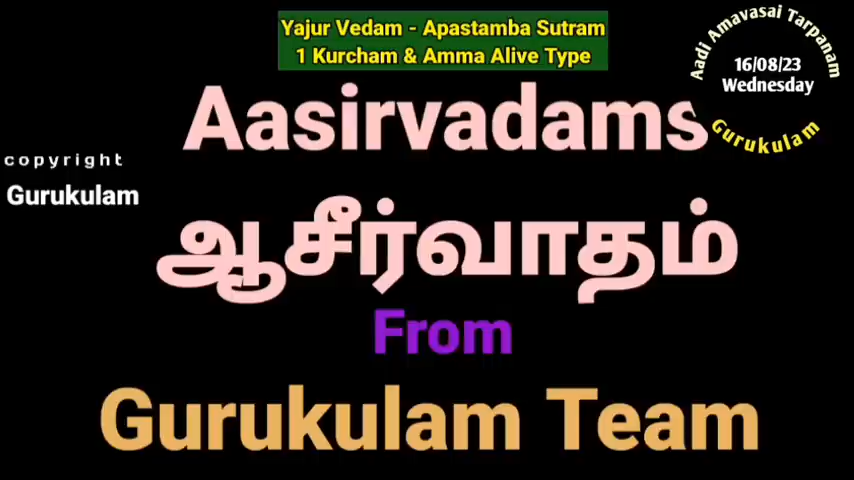 Yajur Vedam - Apastamba Sutram
1 Kurcham & Amma Alive Type
Aadi Amavasai Tarpanam
16/08/23
Wednesday
Gurukulam
Aasirvadams
copyright
Gurukulam
ஆசீர்வாதம்
From
Gurukulam Team